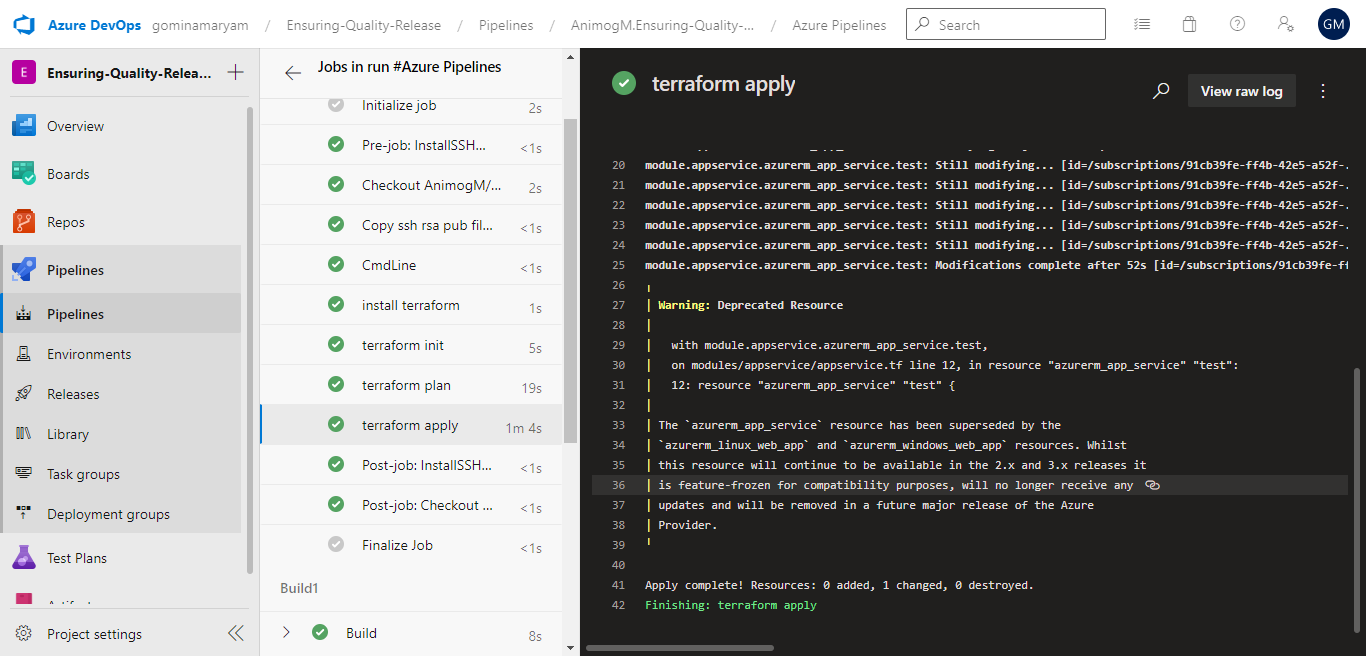 Azure DevOps gominamaryam / Ensuring-Quality-Release / Pipelines / AnimogM.Ensuring-Quality-... / Azure Pipelines Search GM
E Ensuring-Quality-Relea...
Overview
Boards
Repos
Pipelines
Pipelines
Environments
Releases
Library
Task groups
Deployment groups
Test Plans
Project settings
Jobs in run #Azure Pipelines
Initialize job 2s
Pre-job: InstallSSH... <1s
Checkout AnimogM/... 2s
Copy ssh rsa pub fil... <1s
CmdLine <1s
install terraform 1s
terraform init 5s
terraform plan 19s
terraform apply 1m 4s
Post-job: InstallSSH... <1s
Post-job: Checkout ... <1s
Finalize Job <1s
Build1
Build 8s
terraform apply
View raw log
20 module.appservice.azurerm_app_service.test: Still modifying... [id=/subscriptions/91cb39fe-ff4b-42e5-a52f-
21 module.appservice.azurerm_app_service.test: Still modifying... [id=/subscriptions/91cb39fe-ff4b-42e5-a52f-
22 module.appservice.azurerm_app_service.test: Still modifying... [id=/subscriptions/91cb39fe-ff4b-42e5-a52f-
23 module.appservice.azurerm_app_service.test: Still modifying... [id=/subscriptions/91cb39fe-ff4b-42e5-a52f-
24 module.appservice.azurerm_app_service.test: Still modifying... [id=/subscriptions/91cb39fe-ff4b-42e5-a52f-
25 module.appservice.azurerm_app_service.test: Modifications complete after 52s [id=/subscriptions/91cb39fe-ff
26
27 Warning: Deprecated Resource
28
29 with module.appservice.azurerm_app_service.test,
30 on modules/appservice/appservice.tf line 12, in resource "azurerm_app_service" "test":
31 12: resource "azurerm_app_service" "test" {
32
33 The `azurerm_app_service` resource has been superseded by the
34 `azurerm_linux_web_app` and `azurerm_windows_web_app` resources. Whilst
35 this resource will continue to be available in the 2.x and 3.x releases it
36 is feature-frozen for compatibility purposes, will no longer receive any
37 updates and will be removed in a future major release of the Azure
38 Provider.
39
40
41 Apply complete! Resources: 0 added, 1 changed, 0 destroyed.
42 Finishing: terraform apply